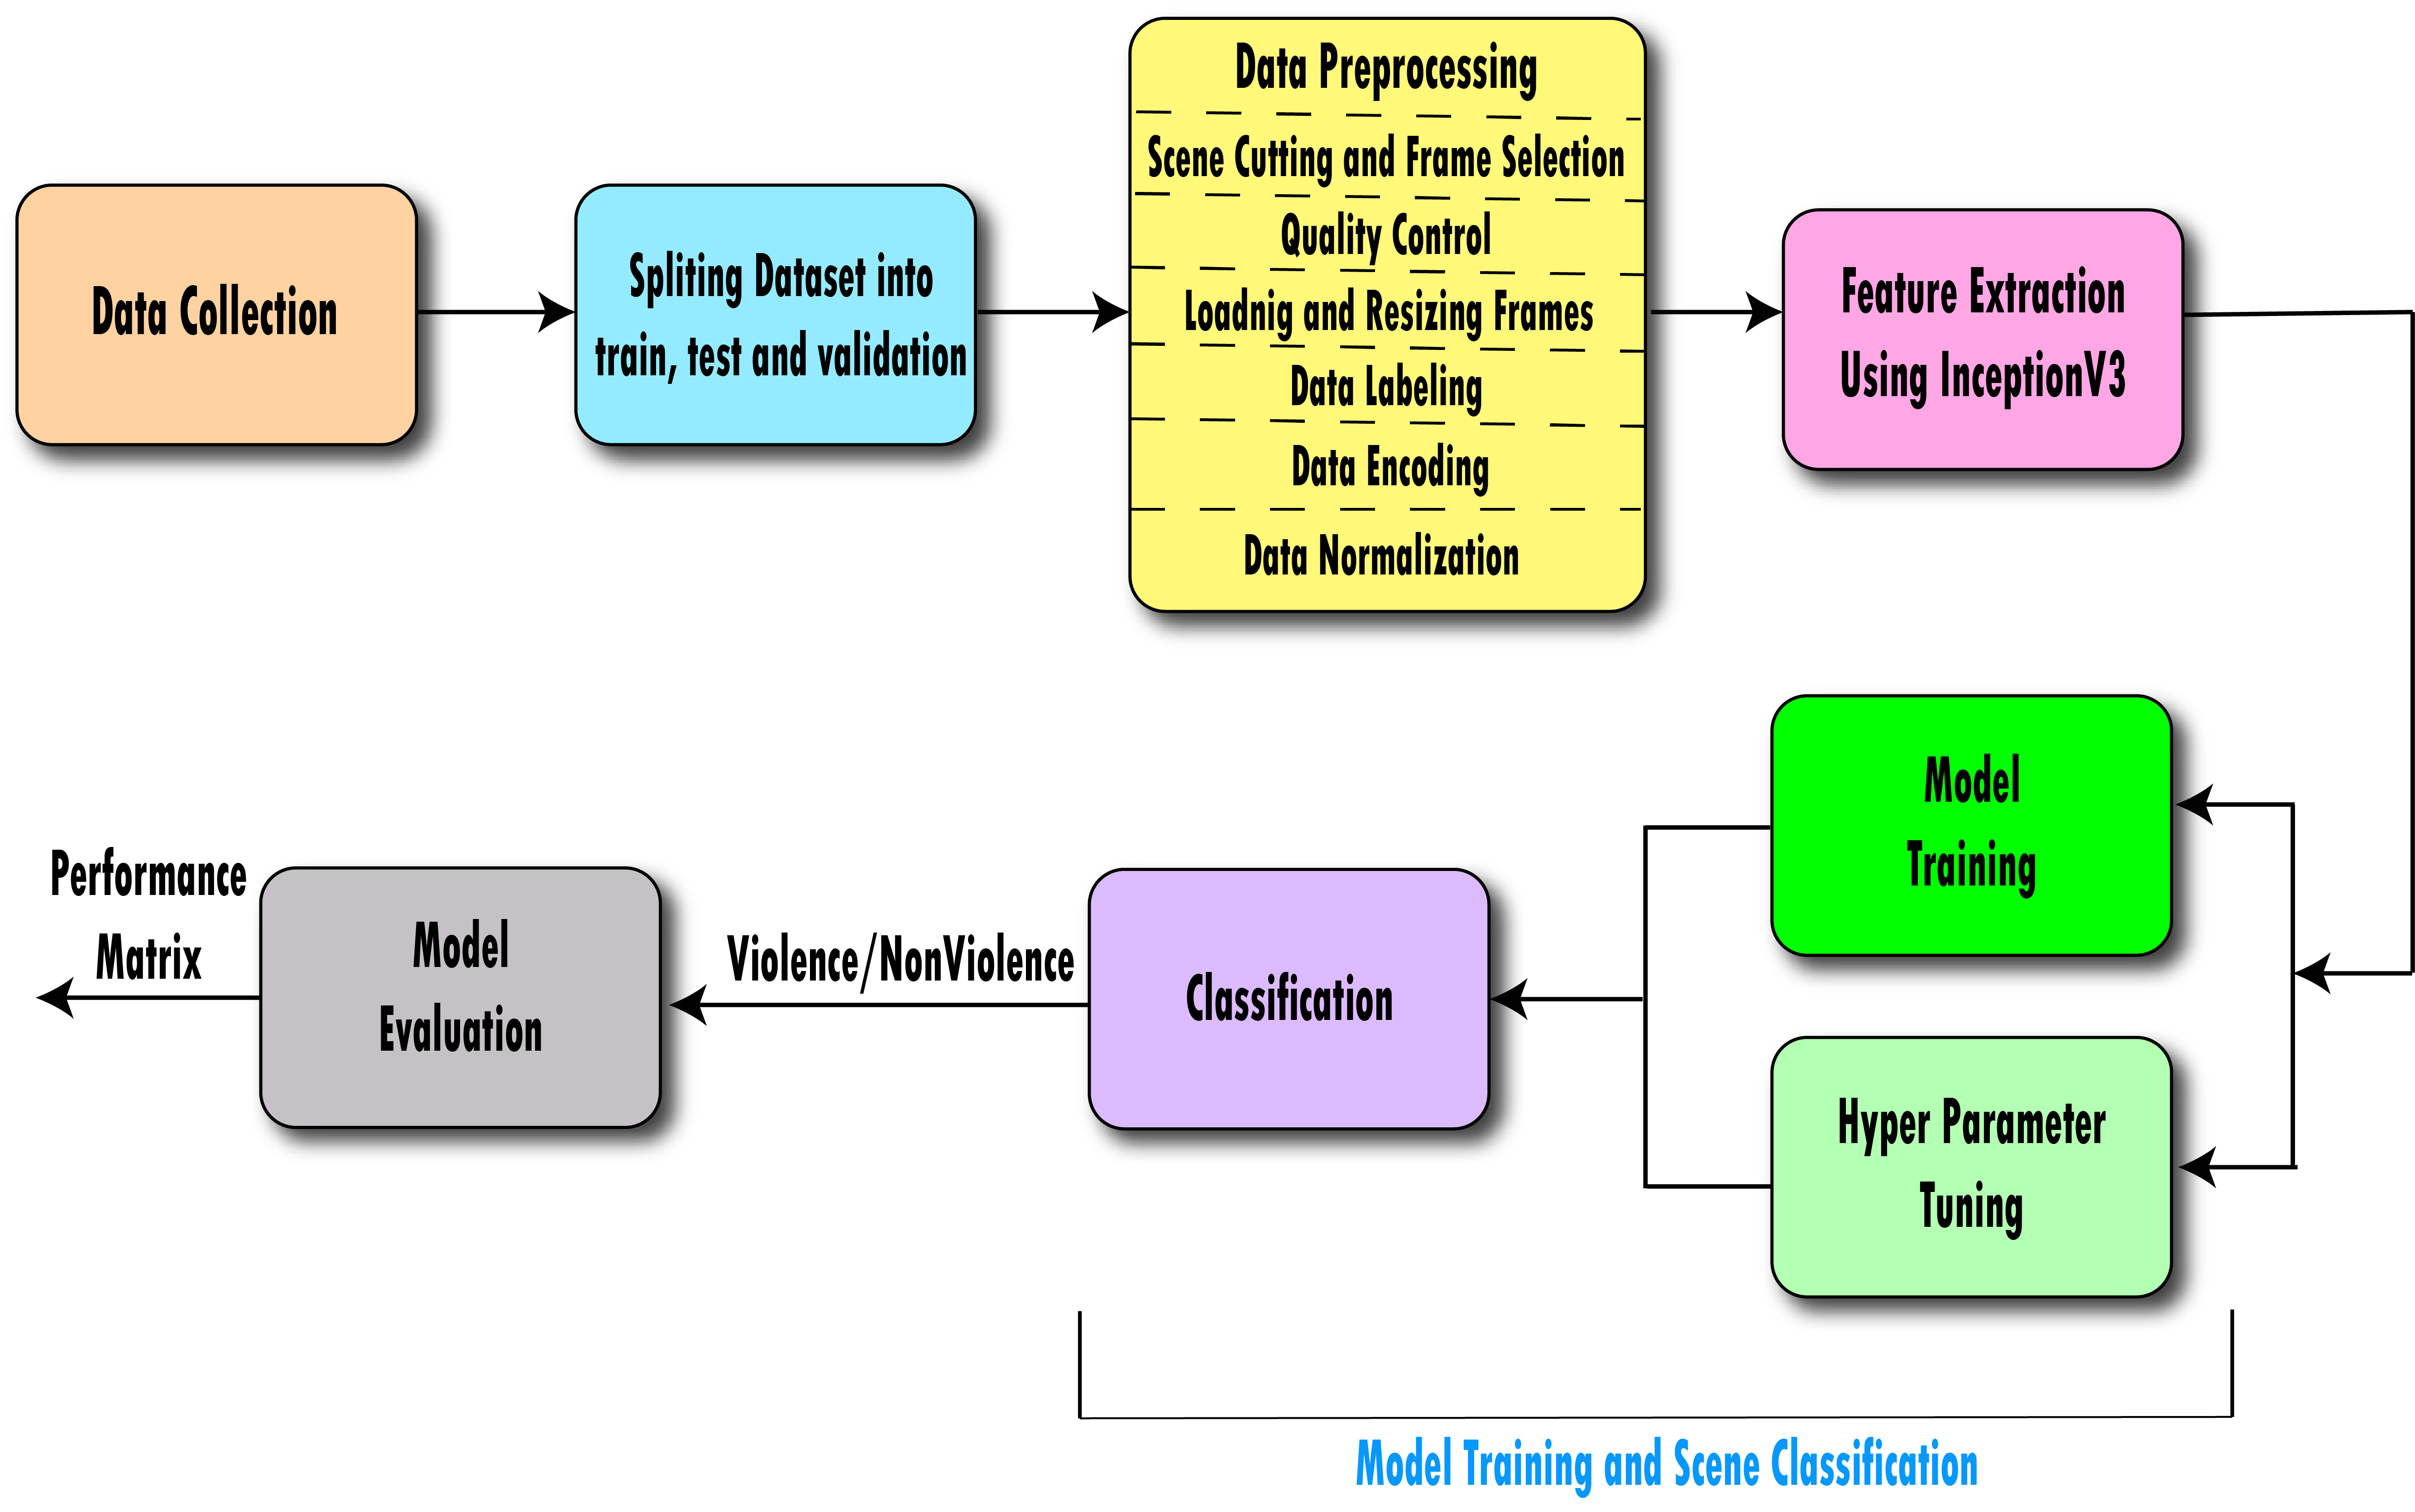 Data Collection
Spliting Dataset into
train, test and validation
Data Preprocessing
Scene Cutting and Frame Selection
Quality Control
Loadnig and Resizing Frames
Data Labeling
Data Encoding
Data Normalization
Feature Extraction
Using InceptionV3
Model
Training
Hyper Parameter
Tuning
Classification
Violence/NonViolence
Model
Evaluation
Performance
Matrix
Model Training and Scene Classification